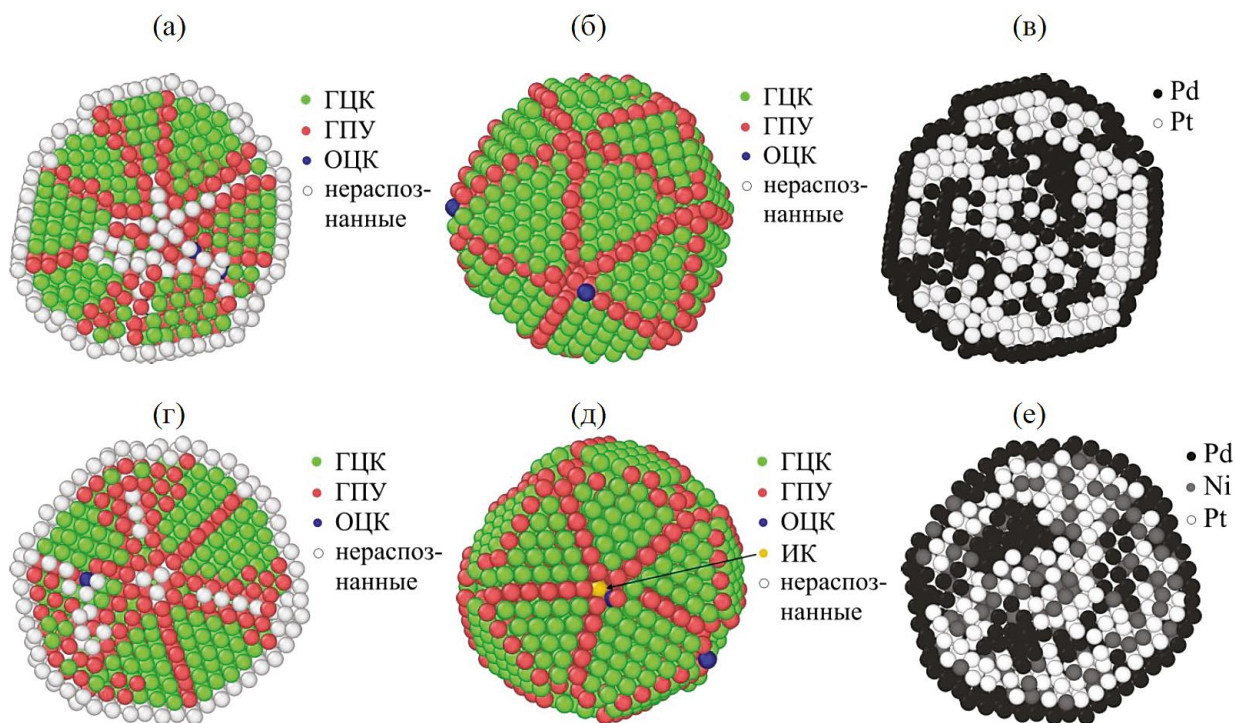 (а)
ГЦК
ГПУ
ОЦК
нераспоз-
нанные
(б)
ГЦК
ГПУ
ОЦК
нераспоз-
нанные
(в)
Pd
Pt
(г)
ГЦК
ГПУ
ОЦК
нераспоз-
нанные
(д)
ГЦК
ГПУ
ОЦК
ИК
нераспоз-
нанные
(е)
Pd
Ni
Pt